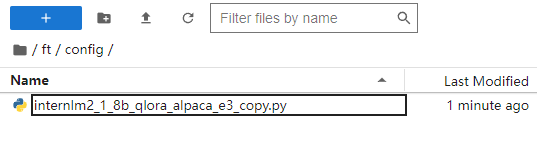 +
Filter files by name
/ ft / config /
Name Last Modified
internlm2_1_8b_qlora_alpaca_e3_copy.py 1 minute ago